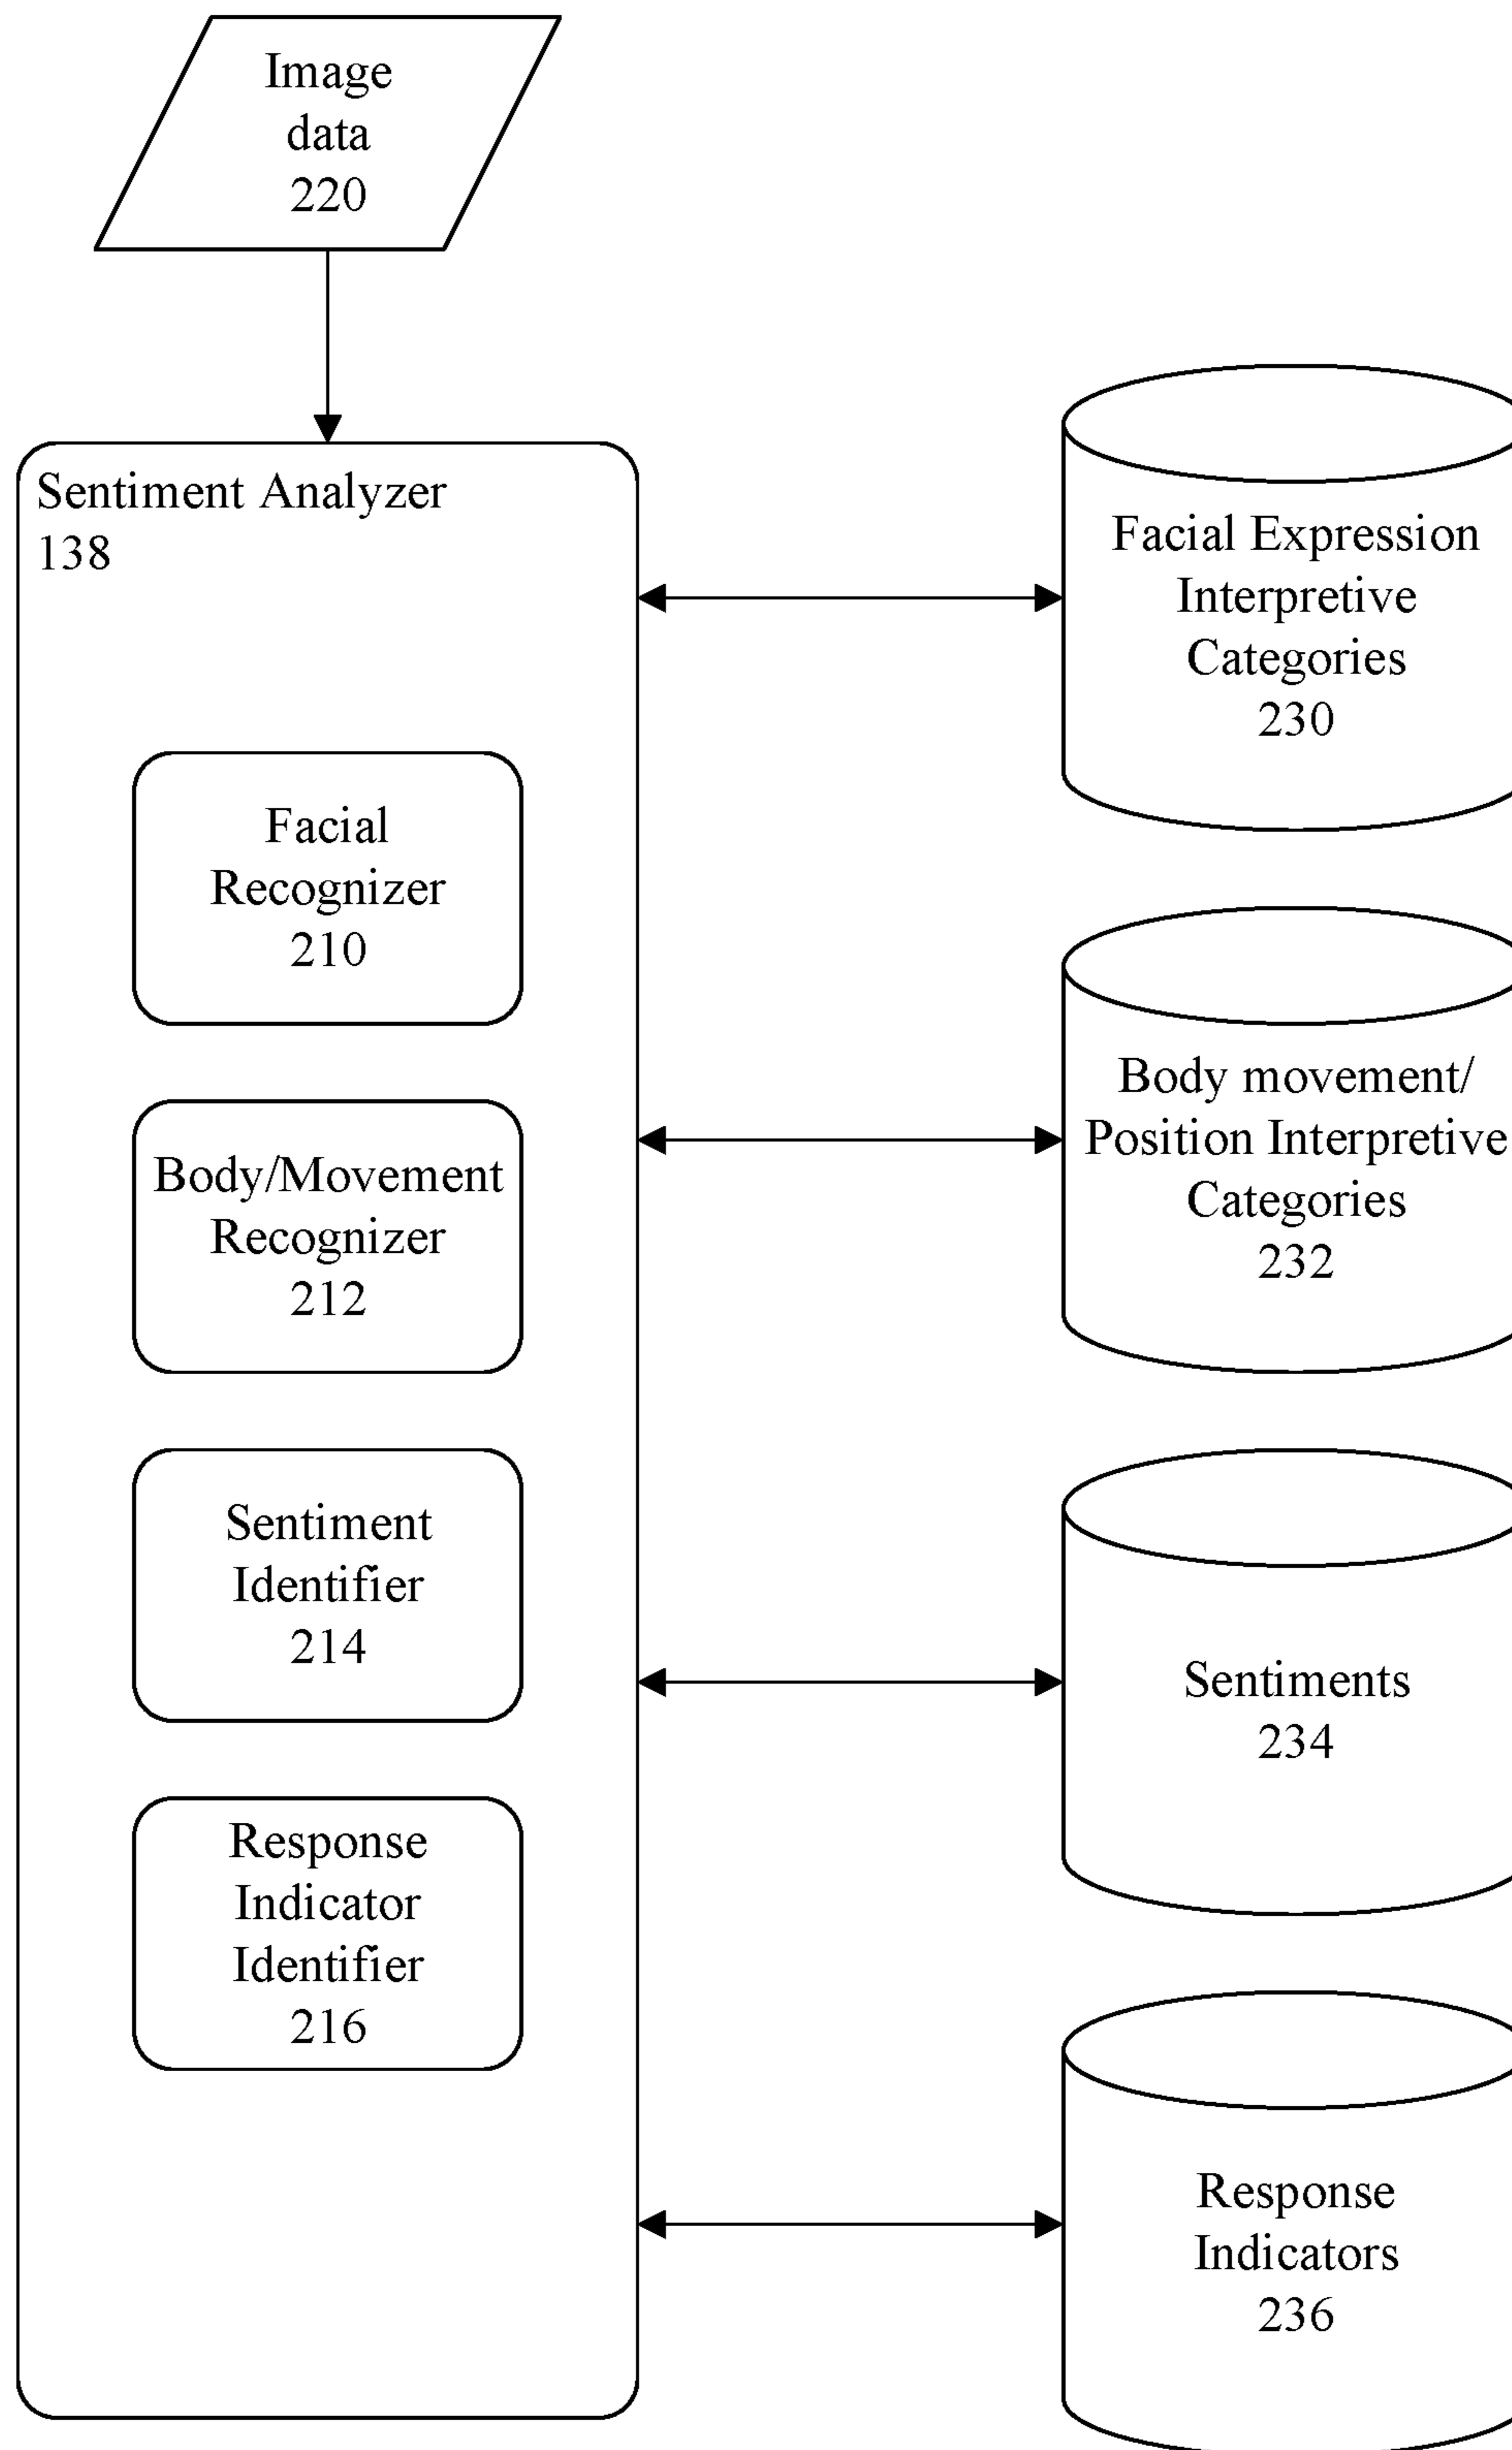 Image
data
220
Sentiment Analyzer
138
Facial
Recognizer
210
Body/Movement
Recognizer
212
Sentiment
Identifier
214
Response
Indicator
Identifier
216
Facial Expression
Interpretive
Categories
230
Body movement/
Position Interpretive
Categories
232
Sentiments
234
Response
Indicators
236